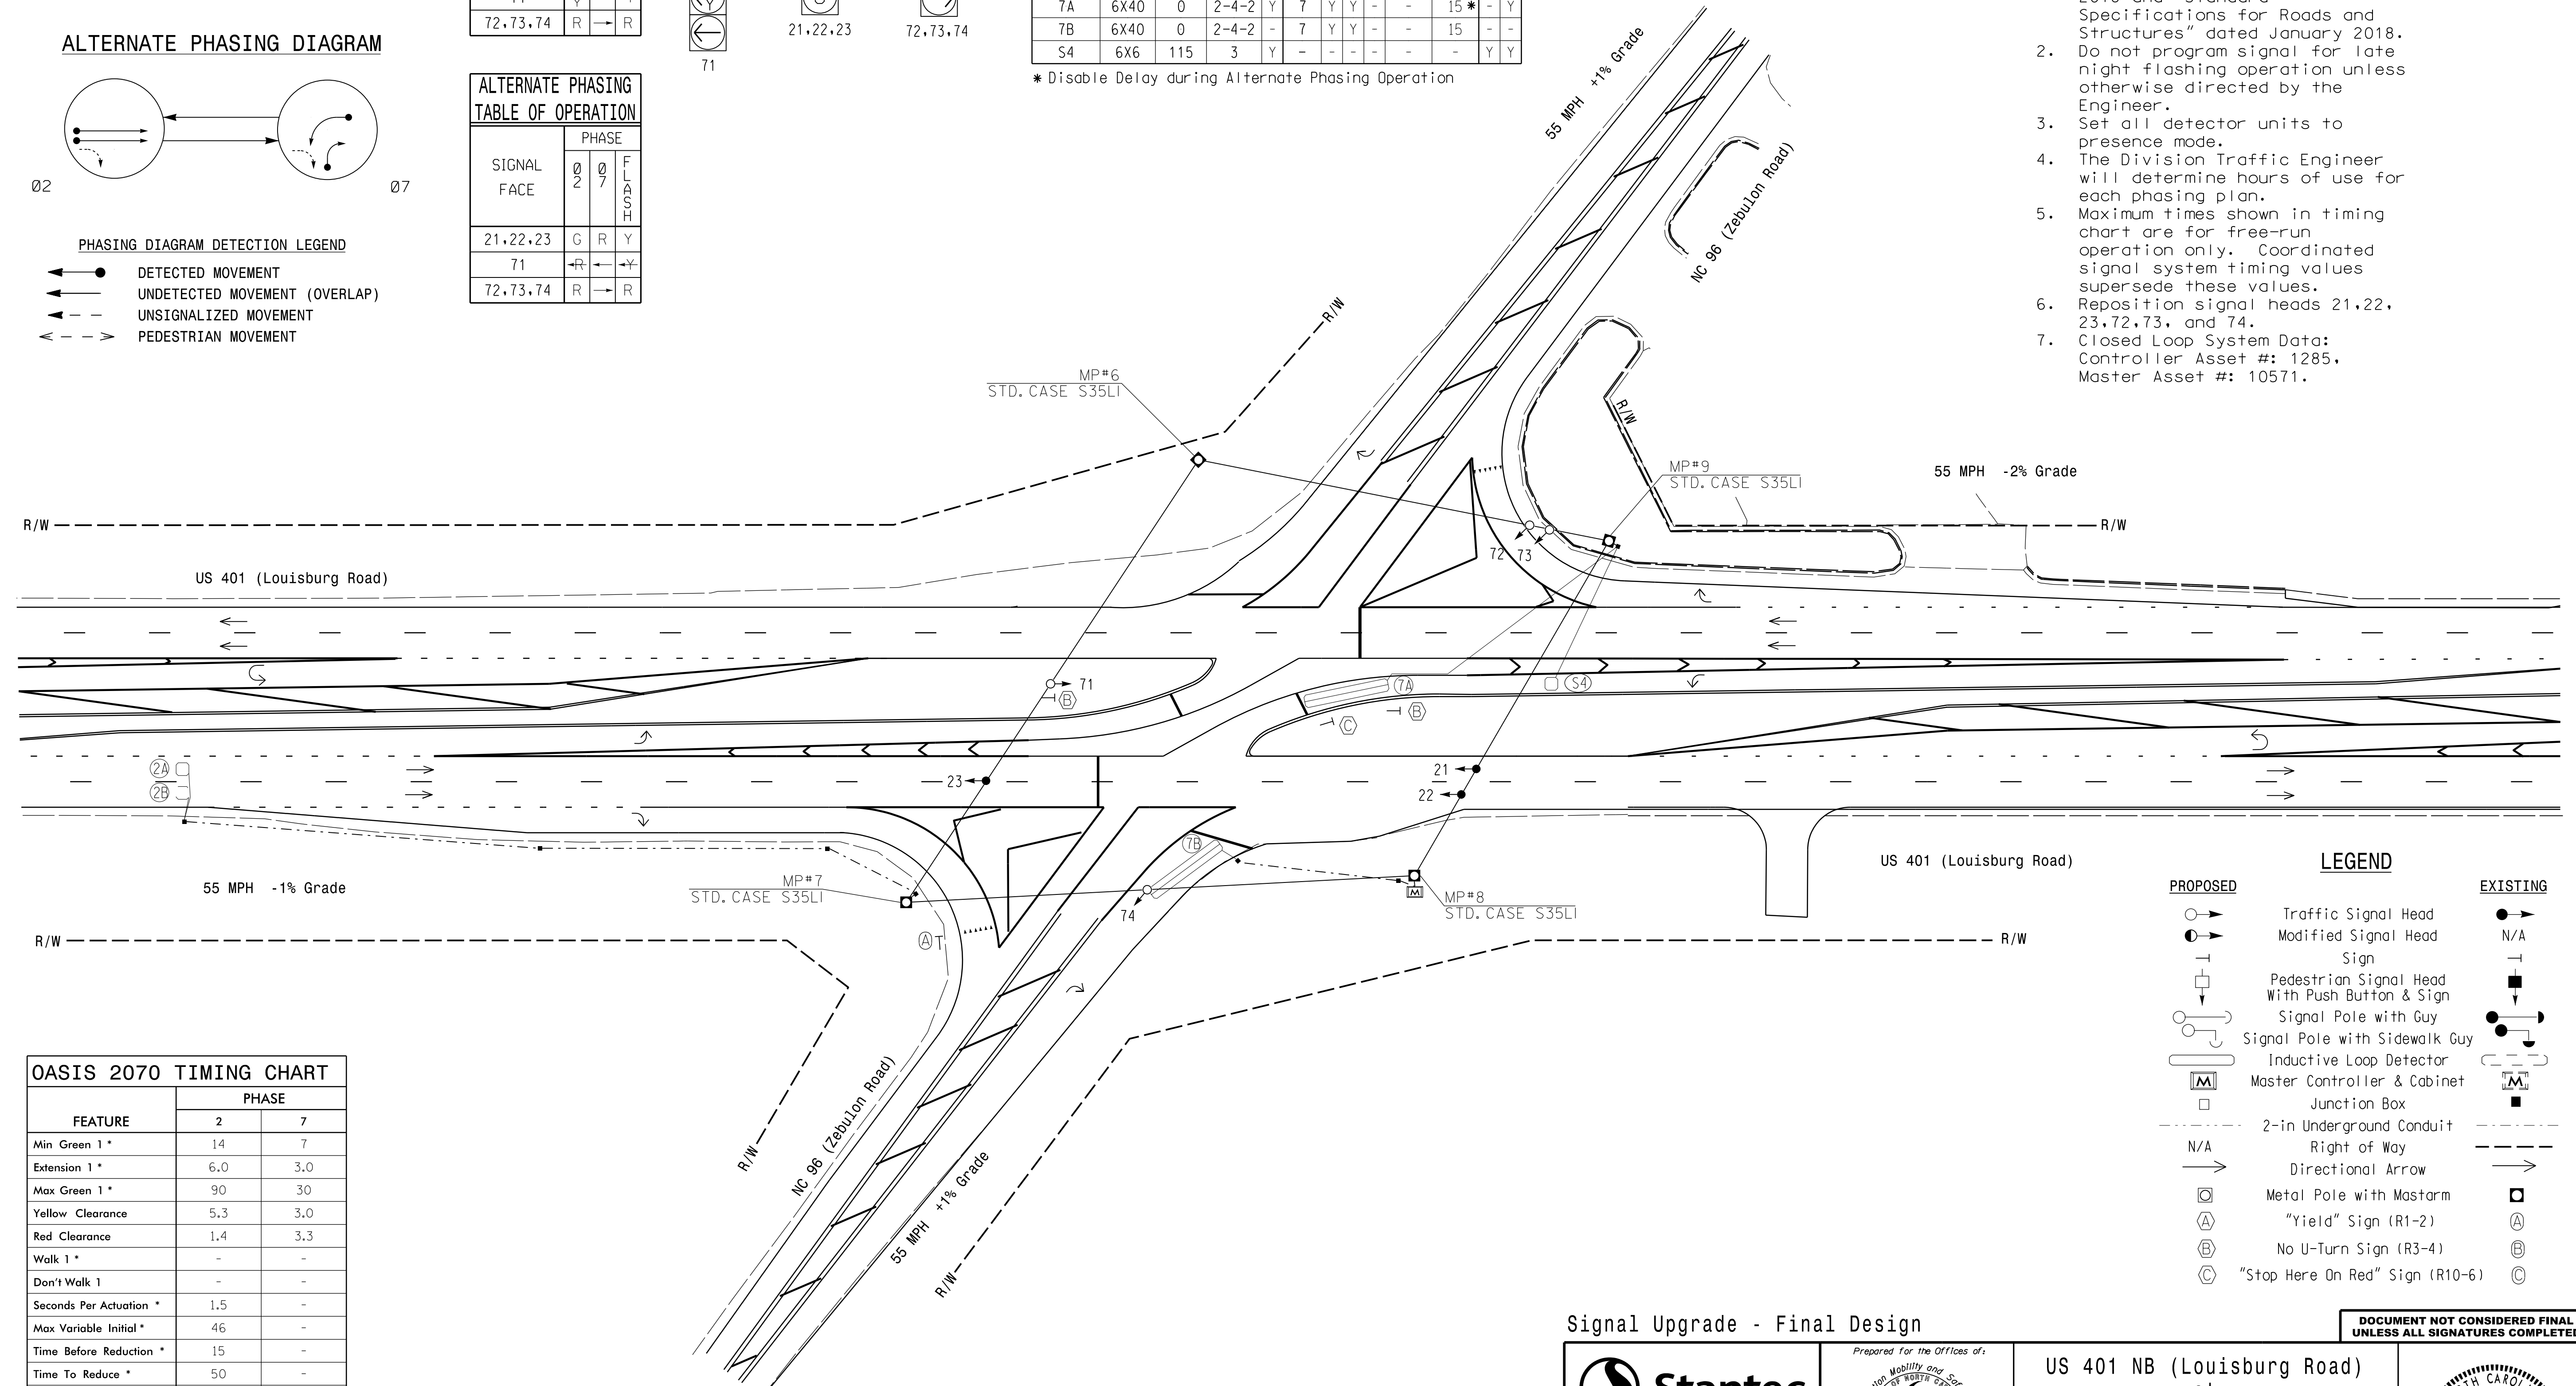 72,73,74 R → R
71
21,22,23
72,73,74
7A 6X40 0 2-4-2 Y 7 Y Y - - 15 * - Y
7B 6X40 0 2-4-2 - 7 Y Y - - 15 - -
S4 6X6 115 3 Y - - - - - - Y Y
* Disable Delay during Alternate Phasing Operation
ALTERNATE PHASING DIAGRAM
Ø2
Ø7
PHASING DIAGRAM DETECTION LEGEND
DETECTED MOVEMENT
UNDETECTED MOVEMENT (OVERLAP)
UNSIGNALIZED MOVEMENT
PEDESTRIAN MOVEMENT
ALTERNATE PHASING
TABLE OF OPERATION
SIGNAL FACE
PHASE
Ø2 Ø7 FLASH
21,22,23 G R Y
71 R Y
72,73,74 R → R
Specifications for Roads and
Structures" dated January 2018.
2. Do not program signal for late
night flashing operation unless
otherwise directed by the
Engineer.
3. Set all detector units to
presence mode.
4. The Division Traffic Engineer
will determine hours of use for
each phasing plan.
5. Maximum times shown in timing
chart are for free-run
operation only. Coordinated
signal system timing values
supersede these values.
6. Reposition signal heads 21,22,
23,72,73, and 74.
7. Closed Loop System Data:
Controller Asset #: 1285,
Master Asset #: 10571.
55 MPH +1% Grade
NC 96 (Zebulon Road)
R/W
MP#6
STD. CASE S35L1
R/W
MP#9
STD. CASE S35L1
55 MPH -2% Grade
R/W
R/W
US 401 (Louisburg Road)
72 73
71
B
7A
S4
B
C
2A
2B
23
21
22
7B
55 MPH -1% Grade
MP#7
STD. CASE S35L1
74
MP#8
STD. CASE S35L1
M
US 401 (Louisburg Road)
R/W
A
R/W
R/W
NC 96 (Zebulon Road)
55 MPH +1% Grade
R/W
OASIS 2070 TIMING CHART
FEATURE
PHASE
2 7
Min Green 1 * 14 7
Extension 1 * 6.0 3.0
Max Green 1 * 90 30
Yellow Clearance 5.3 3.0
Red Clearance 1.4 3.3
Walk 1 * - -
Don't Walk 1 - -
Seconds Per Actuation * 1.5 -
Max Variable Initial * 46 -
Time Before Reduction * 15 -
Time To Reduce * 50 -
LEGEND
PROPOSED EXISTING
Traffic Signal Head
Modified Signal Head N/A
Sign
Pedestrian Signal Head
With Push Button & Sign
Signal Pole with Guy
Signal Pole with Sidewalk Guy
Inductive Loop Detector
M Master Controller & Cabinet M
Junction Box
2-in Underground Conduit
N/A Right of Way
Directional Arrow
Metal Pole with Mastarm
A "Yield" Sign (R1-2) A
B No U-Turn Sign (R3-4) B
C "Stop Here On Red" Sign (R10-6) C
Signal Upgrade - Final Design
DOCUMENT NOT CONSIDERED FINAL
UNLESS ALL SIGNATURES COMPLETED
Stantec
Prepared for the Offices of:
US 401 NB (Louisburg Road)